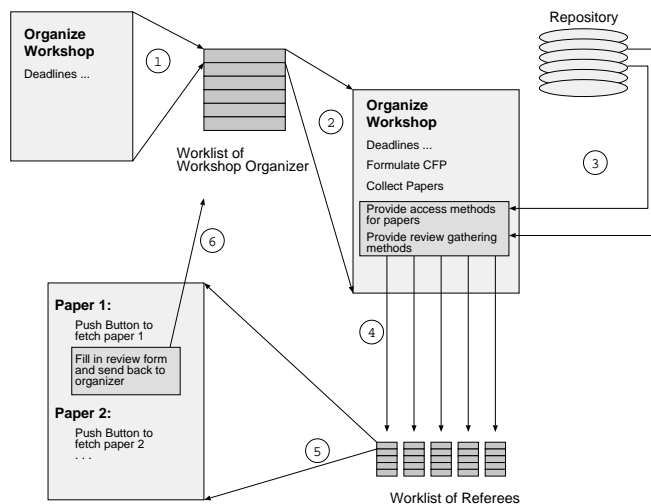 Organize
Workshop
Deadlines ...
1
Worklist of
Workshop Organizer
2
Repository
Organize
Workshop
Deadlines ...
Formulate CFP
Collect Papers
Provide access methods
for papers
Provide review gathering
methods
3
6
Paper 1:
Push Button to
fetch paper 1
Fill in review form
and send back to
organizer
Paper 2:
Push Button to
fetch paper 2
. . .
4
5
Worklist of Referees